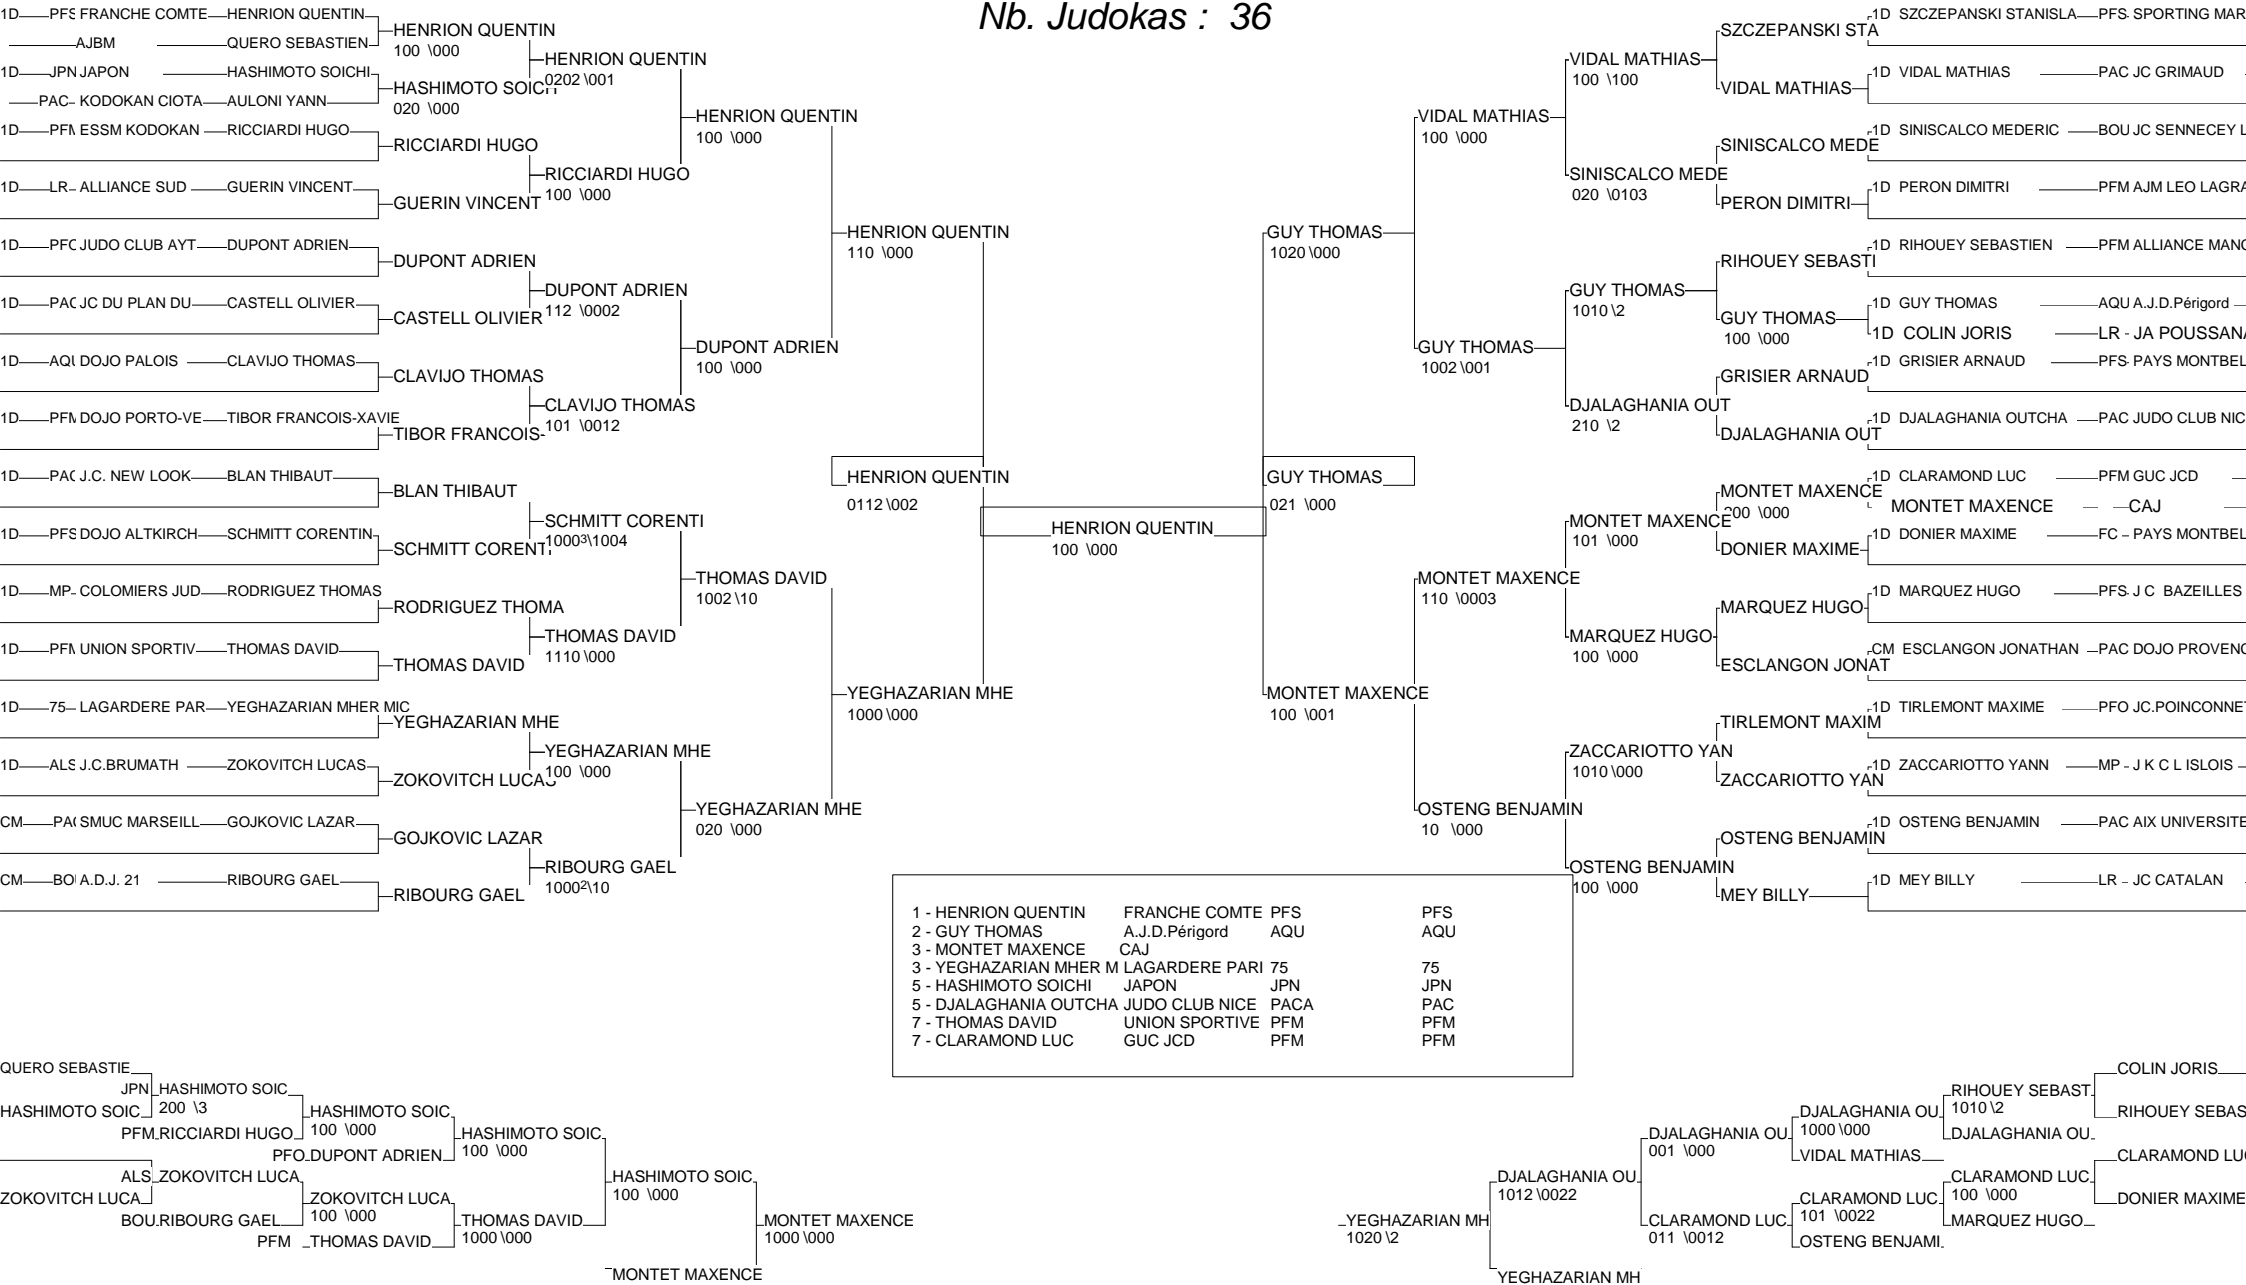 Nb. Judokas : 36
1D PFS FRANCHE COMTE HENRION QUENTIN
AJBM QUERO SEBASTIEN
1D JPN JAPON HASHIMOTO SOICHI
PAC KODOKAN CIOTA AULONI YANN
1D PFM ESSM KODOKAN RICCIARDI HUGO
1D LR ALLIANCE SUD GUERIN VINCENT
1D PFO JUDO CLUB AYT DUPONT ADRIEN
1D PAC JC DU PLAN DU CASTELL OLIVIER
1D AQU DOJO PALOIS CLAVIJO THOMAS
1D PFM DOJO PORTO-VE TIBOR FRANCOIS-XAVIE
1D PAC J.C. NEW LOOK BLAN THIBAUT
1D PFS DOJO ALTKIRCH SCHMITT CORENTIN
1D MP COLOMIERS JUD RODRIGUEZ THOMAS
1D PFM UNION SPORTIV THOMAS DAVID
1D 75 LAGARDERE PAR YEGHAZARIAN MHER MIC
1D ALS J.C.BRUMATH ZOKOVITCH LUCAS
CM PAC SMUC MARSEILL GOJKOVIC LAZAR
CM BOU A.D.J. 21 RIBOURG GAEL
HENRION QUENTIN
100 \000
HASHIMOTO SOICH
020 \000
RICCIARDI HUGO
GUERIN VINCENT
DUPONT ADRIEN
CASTELL OLIVIER
CLAVIJO THOMAS
TIBOR FRANCOIS-
BLAN THIBAUT
SCHMITT CORENTI
RODRIGUEZ THOMA
THOMAS DAVID
YEGHAZARIAN MHE
ZOKOVITCH LUCAS
GOJKOVIC LAZAR
RIBOURG GAEL
HENRION QUENTIN
0202 \001
RICCIARDI HUGO
100 \000
DUPONT ADRIEN
112 \0002
CLAVIJO THOMAS
101 \0012
SCHMITT CORENTI
1000³\1004
THOMAS DAVID
1110 \000
YEGHAZARIAN MHE
100 \000
RIBOURG GAEL
1000²\10
HENRION QUENTIN
100 \000
DUPONT ADRIEN
100 \000
THOMAS DAVID
1002 \10
YEGHAZARIAN MHE
020 \000
HENRION QUENTIN
110 \000
YEGHAZARIAN MHE
1000 \000
HENRION QUENTIN
0112 \002
HENRION QUENTIN
100 \000
GUY THOMAS
021 \000
GUY THOMAS
1020 \000
MONTET MAXENCE
100 \001
VIDAL MATHIAS
100 \000
GUY THOMAS
1002 \001
MONTET MAXENCE
110 \0003
OSTENG BENJAMIN
10 \000
VIDAL MATHIAS
100 \100
SINISCALCO MEDE
020 \0103
GUY THOMAS
1010 \2
DJALAGHANIA OUT
210 \2
MONTET MAXENCE
101 \000
MARQUEZ HUGO
100 \000
ZACCARIOTTO YAN
1010 \000
OSTENG BENJAMIN
100 \000
SZCZEPANSKI STA
VIDAL MATHIAS
SINISCALCO MEDE
PERON DIMITRI
RIHOUEY SEBASTI
GUY THOMAS
100 \000
GRISIER ARNAUD
DJALAGHANIA OUT
MONTET MAXENCE
200 \000
DONIER MAXIME
MARQUEZ HUGO
ESCLANGON JONAT
TIRLEMONT MAXIM
ZACCARIOTTO YAN
OSTENG BENJAMIN
MEY BILLY
1D SZCZEPANSKI STANISLA PFS SPORTING MAR
1D VIDAL MATHIAS PAC JC GRIMAUD
1D SINISCALCO MEDERIC BOU JC SENNECEY L
1D PERON DIMITRI PFM AJM LEO LAGRA
1D RIHOUEY SEBASTIEN PFM ALLIANCE MANO
1D GUY THOMAS AQU A.J.D.Périgord
1D COLIN JORIS LR - JA POUSSANA
1D GRISIER ARNAUD PFS PAYS MONTBEL
1D DJALAGHANIA OUTCHA PAC JUDO CLUB NIC
1D CLARAMOND LUC PFM GUC JCD
MONTET MAXENCE CAJ
1D DONIER MAXIME FC - PAYS MONTBEL
1D MARQUEZ HUGO PFS J C BAZEILLES
CM ESCLANGON JONATHAN PAC DOJO PROVENC
1D TIRLEMONT MAXIME PFO JC.POINCONNET
1D ZACCARIOTTO YANN MP - J K C L ISLOIS
1D OSTENG BENJAMIN PAC AIX UNIVERSITE
1D MEY BILLY LR - JC CATALAN
1 - HENRION QUENTIN FRANCHE COMTE PFS PFS
2 - GUY THOMAS A.J.D.Périgord AQU AQU
3 - MONTET MAXENCE CAJ
3 - YEGHAZARIAN MHER M LAGARDERE PARI 75 75
5 - HASHIMOTO SOICHI JAPON JPN JPN
5 - DJALAGHANIA OUTCHA JUDO CLUB NICE PACA PAC
7 - THOMAS DAVID UNION SPORTIVE PFM PFM
7 - CLARAMOND LUC GUC JCD PFM PFM
QUERO SEBASTIE
HASHIMOTO SOIC
ZOKOVITCH LUCA
JPN HASHIMOTO SOIC
200 \3
PFM RICCIARDI HUGO
ALS ZOKOVITCH LUCA
BOU RIBOURG GAEL
HASHIMOTO SOIC
100 \000
PFO DUPONT ADRIEN
ZOKOVITCH LUCA
100 \000
PFM THOMAS DAVID
HASHIMOTO SOIC
100 \000
THOMAS DAVID
1000 \000
HASHIMOTO SOIC
100 \000
MONTET MAXENCE
MONTET MAXENCE
1000 \000
YEGHAZARIAN MH
1020 \2
DJALAGHANIA OU
1012 \0022
YEGHAZARIAN MH
DJALAGHANIA OU
001 \000
CLARAMOND LUC
011 \0012
DJALAGHANIA OU
1000 \000
VIDAL MATHIAS
CLARAMOND LUC
101 \0022
OSTENG BENJAMI
RIHOUEY SEBAST
1010 \2
DJALAGHANIA OU
CLARAMOND LUC
100 \000
MARQUEZ HUGO
COLIN JORIS
RIHOUEY SEBAS
CLARAMOND LUC
DONIER MAXIME